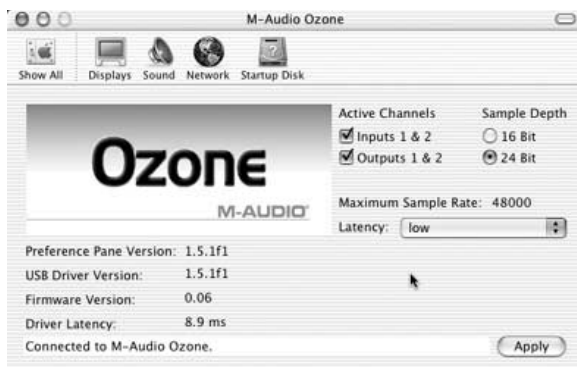 M-Audio Ozone
Show All Displays Sound Network Startup Disk
Active Channels Sample Depth
Inputs 1 & 2 16 Bit
Outputs 1 & 2 24 Bit
Ozone
M-AUDIO
Maximum Sample Rate: 48000
Latency: low
Preference Pane Version: 1.5.1f1
USB Driver Version: 1.5.1f1
Firmware Version: 0.06
Driver Latency: 8.9 ms
Connected to M-Audio Ozone. Apply